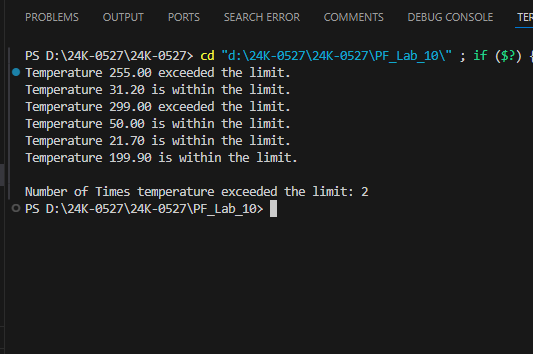 PROBLEMS OUTPUT PORTS SEARCH ERROR COMMENTS DEBUG CONSOLE
PS D:\24K-0527\24K-0527> cd "d:\24K-0527\24K-0527\PF_Lab_10\" ; if ($?) {
Temperature 255.00 exceeded the limit.
Temperature 31.20 is within the limit.
Temperature 299.00 exceeded the limit.
Temperature 50.00 is within the limit.
Temperature 21.70 is within the limit.
Temperature 199.90 is within the limit.
Number of Times temperature exceeded the limit: 2
PS D:\24K-0527\24K-0527\PF_Lab_10>